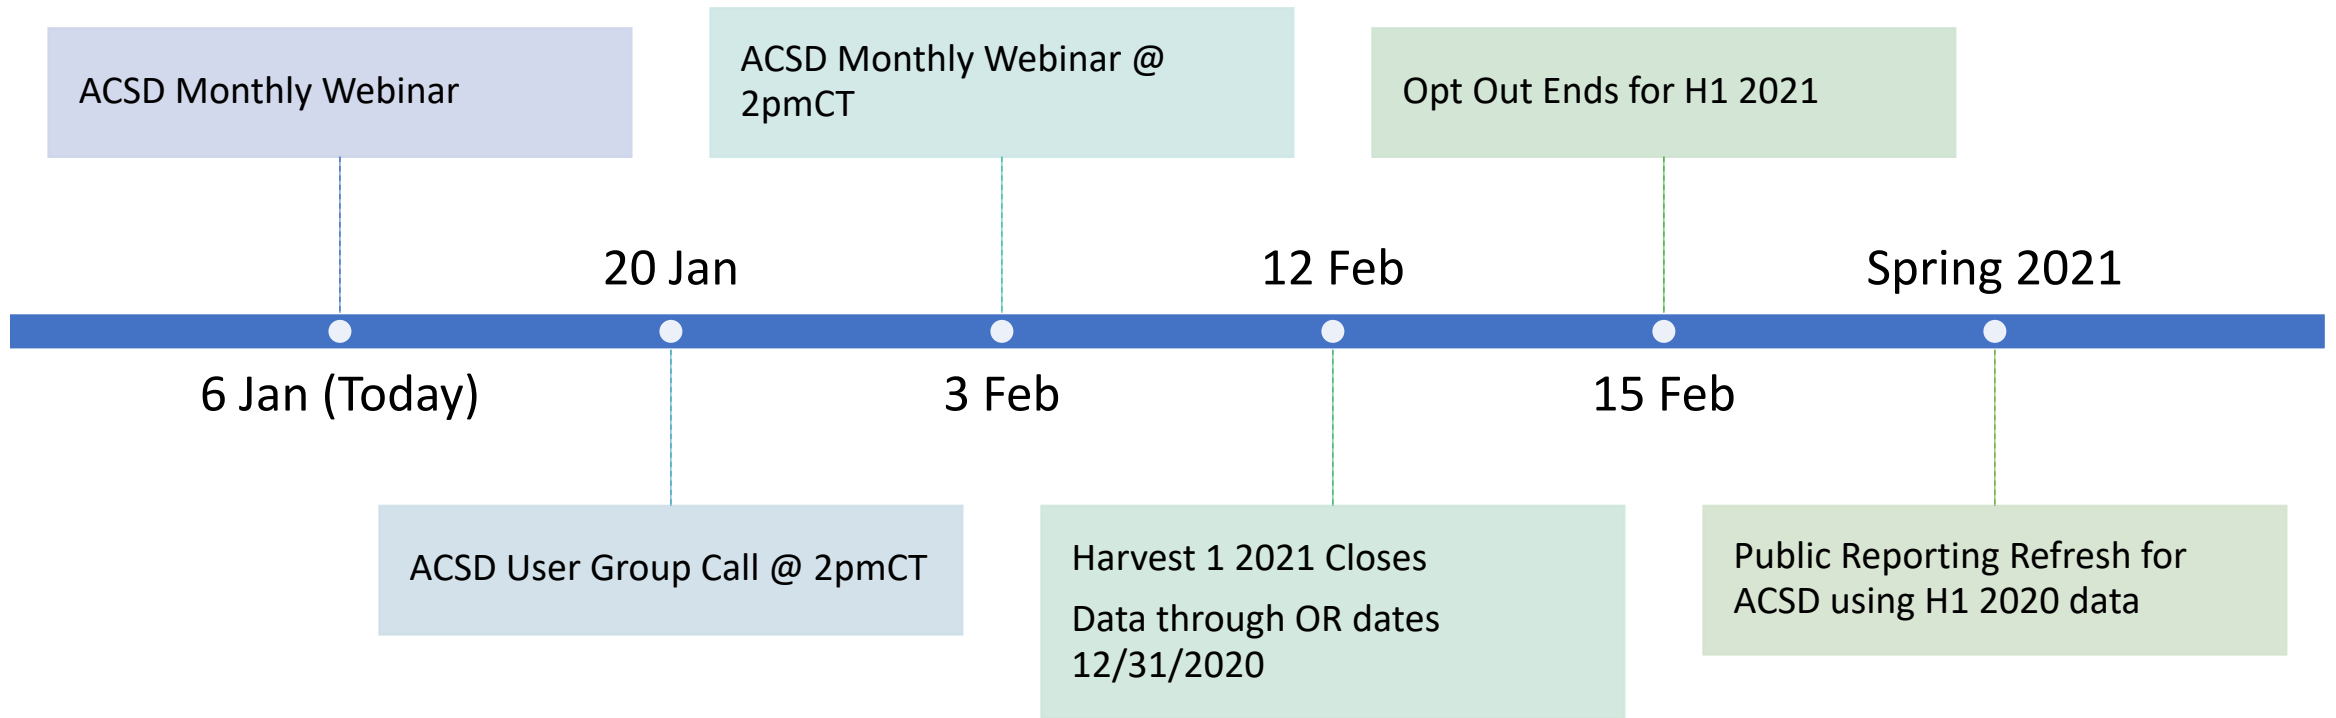 ACSD Monthly Webinar
ACSD Monthly Webinar @
2pmCT
Opt Out Ends for H1 2021
20 Jan
12 Feb
Spring 2021
6 Jan (Today)
3 Feb
15 Feb
ACSD User Group Call @ 2pmCT
Harvest 1 2021 Closes
Data through OR dates
12/31/2020
Public Reporting Refresh for
ACSD using H1 2020 data